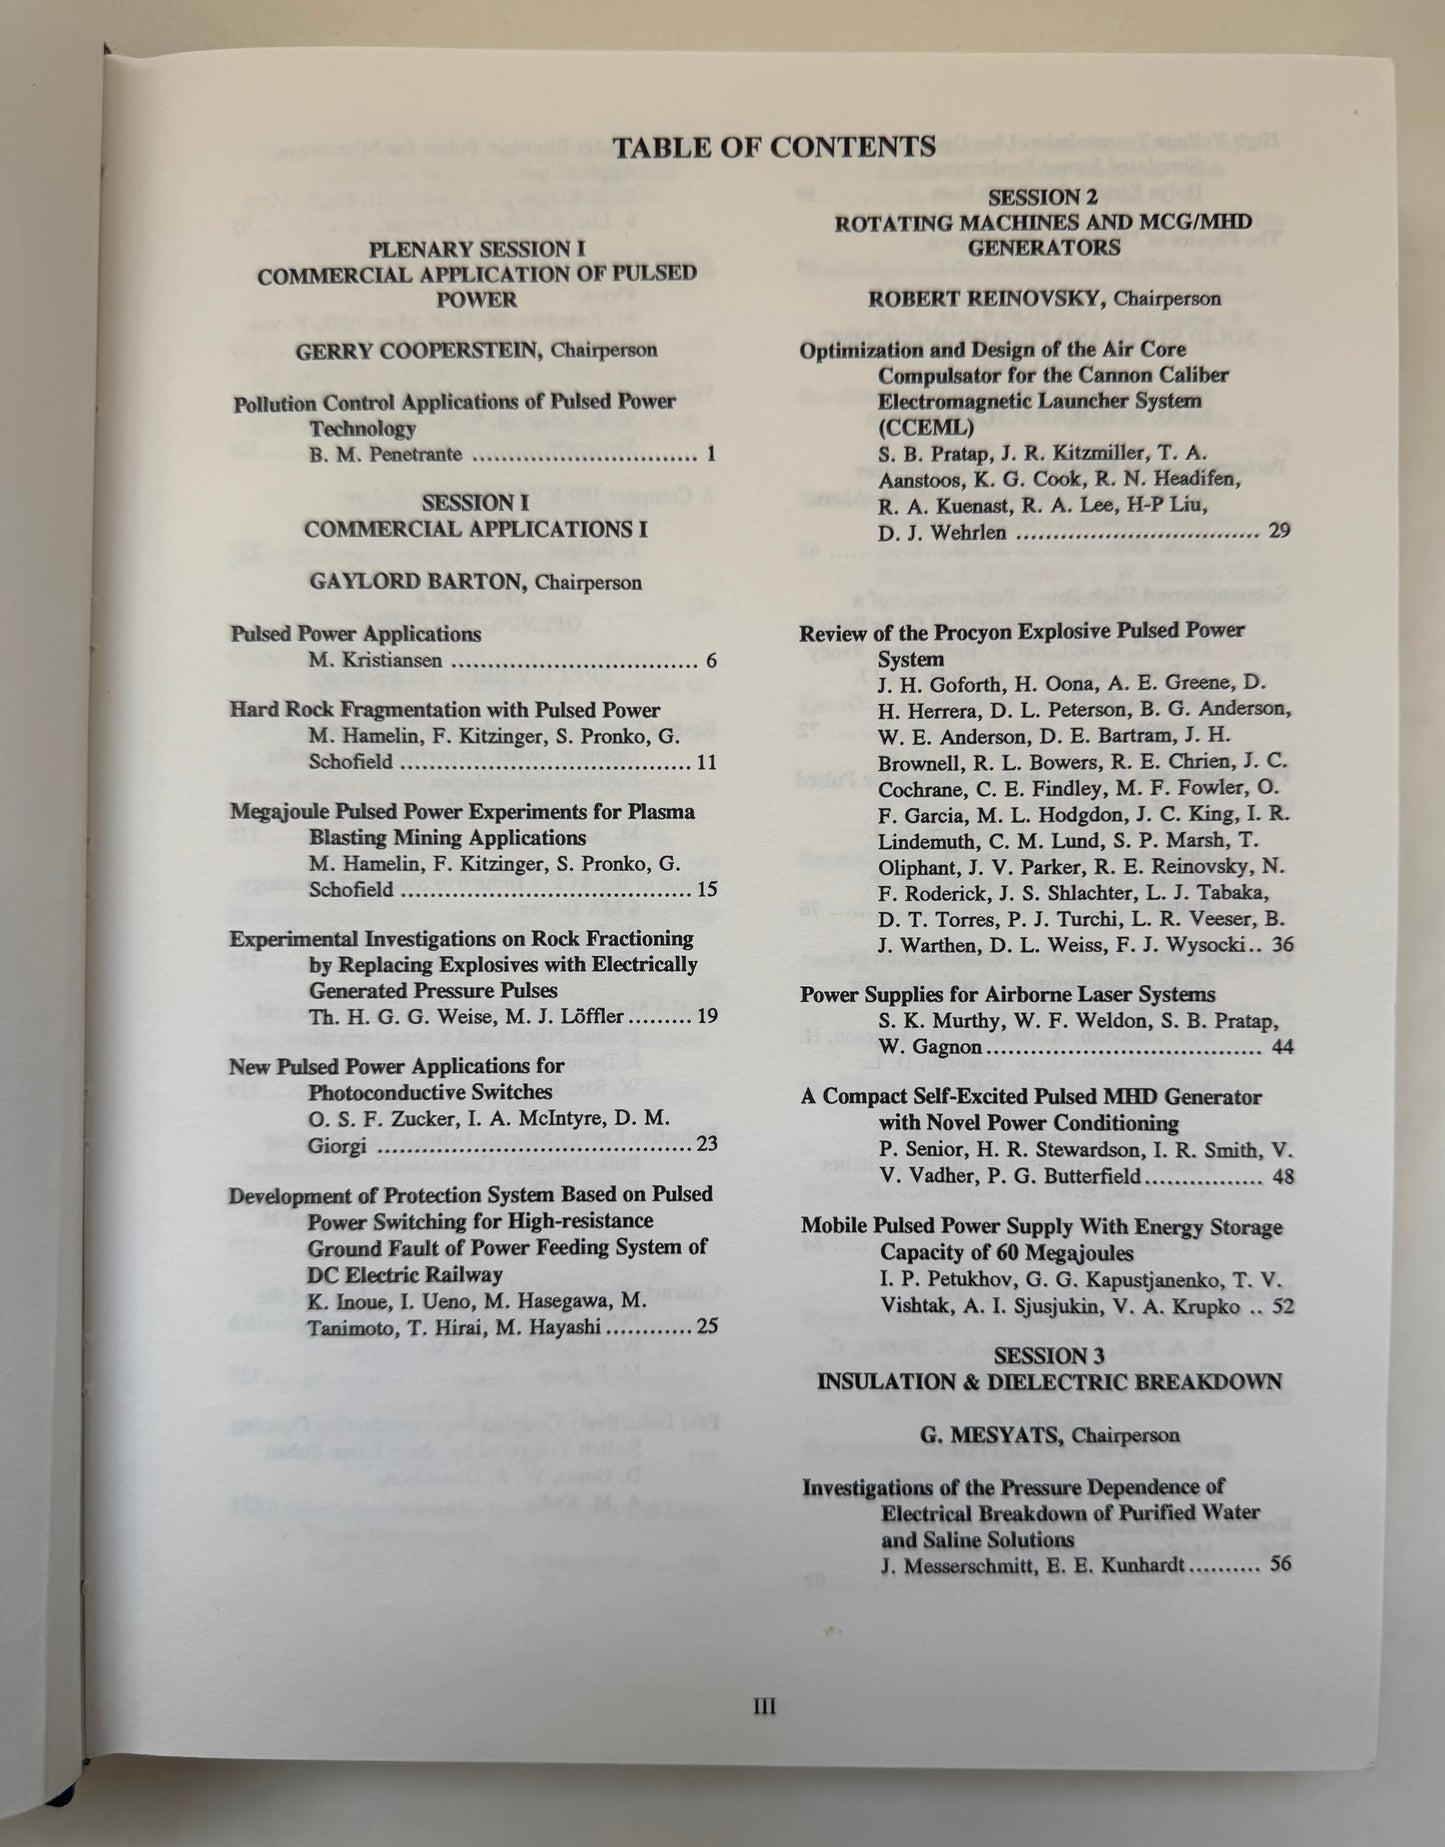 TABLE OF CONTENTS
PLENARY SESSION I
COMMERCIAL APPLICATION OF PULSED
POWER
GERRY COOPERSTEIN, Chairperson
Pollution Control Applications of Pulsed Power
Technology
B. M. Penetrante ............................... 1
SESSION I
COMMERCIAL APPLICATIONS I
GAYLORD BARTON, Chairperson
Pulsed Power Applications
M. Kristiansen .................................. 6
Hard Rock Fragmentation with Pulsed Power
M. Hamelin, F. Kitzinger, S. Pronko, G.
Schofield ........................................ 11
Megajoule Pulsed Power Experiments for Plasma
Blasting Mining Applications
M. Hamelin, F. Kitzinger, S. Pronko, G.
Schofield ........................................ 15
Experimental Investigations on Rock Fractioning
by Replacing Explosives with Electrically
Generated Pressure Pulses
Th. H. G. G. Weise, M. J. Löffler ......... 19
New Pulsed Power Applications for
Photoconductive Switches
O. S. F. Zucker, I. A. McIntyre, D. M.
Giorgi ........................................... 23
Development of Protection System Based on Pulsed
Power Switching for High-resistance
Ground Fault of Power Feeding System of
DC Electric Railway
K. Inoue, I. Ueno, M. Hasegawa, M.
Tanimoto, T. Hirai, M. Hayashi ............ 25
SESSION 2
ROTATING MACHINES AND MCG/MHD
GENERATORS
ROBERT REINOVSKY, Chairperson
Optimization and Design of the Air Core
Compulsator for the Cannon Caliber
Electromagnetic Launcher System
(CCEML)
S. B. Pratap, J. R. Kitzmiller, T. A.
Aanstoos, K. G. Cook, R. N. Headifen,
R. A. Kuenast, R. A. Lee, H-P Liu,
D. J. Wehrlen ................................. 29
Review of the Procyon Explosive Pulsed Power
System
J. H. Goforth, H. Oona, A. E. Greene, D.
H. Herrera, D. L. Peterson, B. G. Anderson,
W. E. Anderson, D. E. Bartram, J. H.
Brownell, R. L. Bowers, R. E. Chrien, J. C.
Cochrane, C. E. Findley, M. F. Fowler, O.
F. Garcia, M. L. Hodgdon, J. C. King, I. R.
Lindemuth, C. M. Lund, S. P. Marsh, T.
Oliphant, J. V. Parker, R. E. Reinovsky, N.
F. Roderick, J. S. Shlachter, L. J. Tabaka,
D. T. Torres, P. J. Turchi, L. R. Veeser, B.
J. Warthen, D. L. Weiss, F. J. Wysocki.. 36
Power Supplies for Airborne Laser Systems
S. K. Murthy, W. F. Weldon, S. B. Pratap,
W. Gagnon ...................................... 44
A Compact Self-Excited Pulsed MHD Generator
with Novel Power Conditioning
P. Senior, H. R. Stewardson, I. R. Smith, V.
V. Vadher, P. G. Butterfield ................ 48
Mobile Pulsed Power Supply With Energy Storage
Capacity of 60 Megajoules
I. P. Petukhov, G. G. Kapustjanenko, T. V.
Vishtak, A. I. Sjusjukin, V. A. Krupko .. 52
SESSION 3
INSULATION & DIELECTRIC BREAKDOWN
G. MESYATS, Chairperson
Investigations of the Pressure Dependence of
Electrical Breakdown of Purified Water
and Saline Solutions
J. Messerschmitt, E. E. Kunhardt .......... 56
III